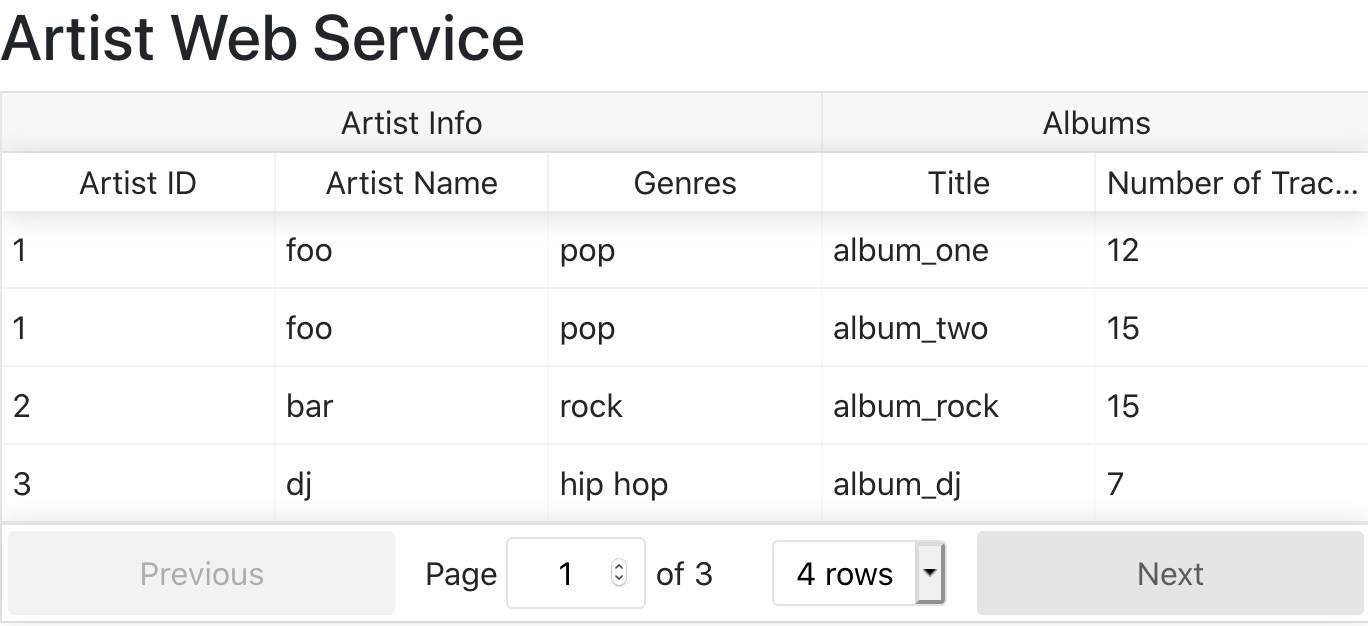 Artist Web Service
Artist Info Albums
Artist ID Artist Name Genres Title Number of Trac...
1 foo pop album_one 12
1 foo pop album_two 15
2 bar rock album_rock 15
3 dj hip hop album_dj 7
Previous Page 1 of 3 4 rows Next